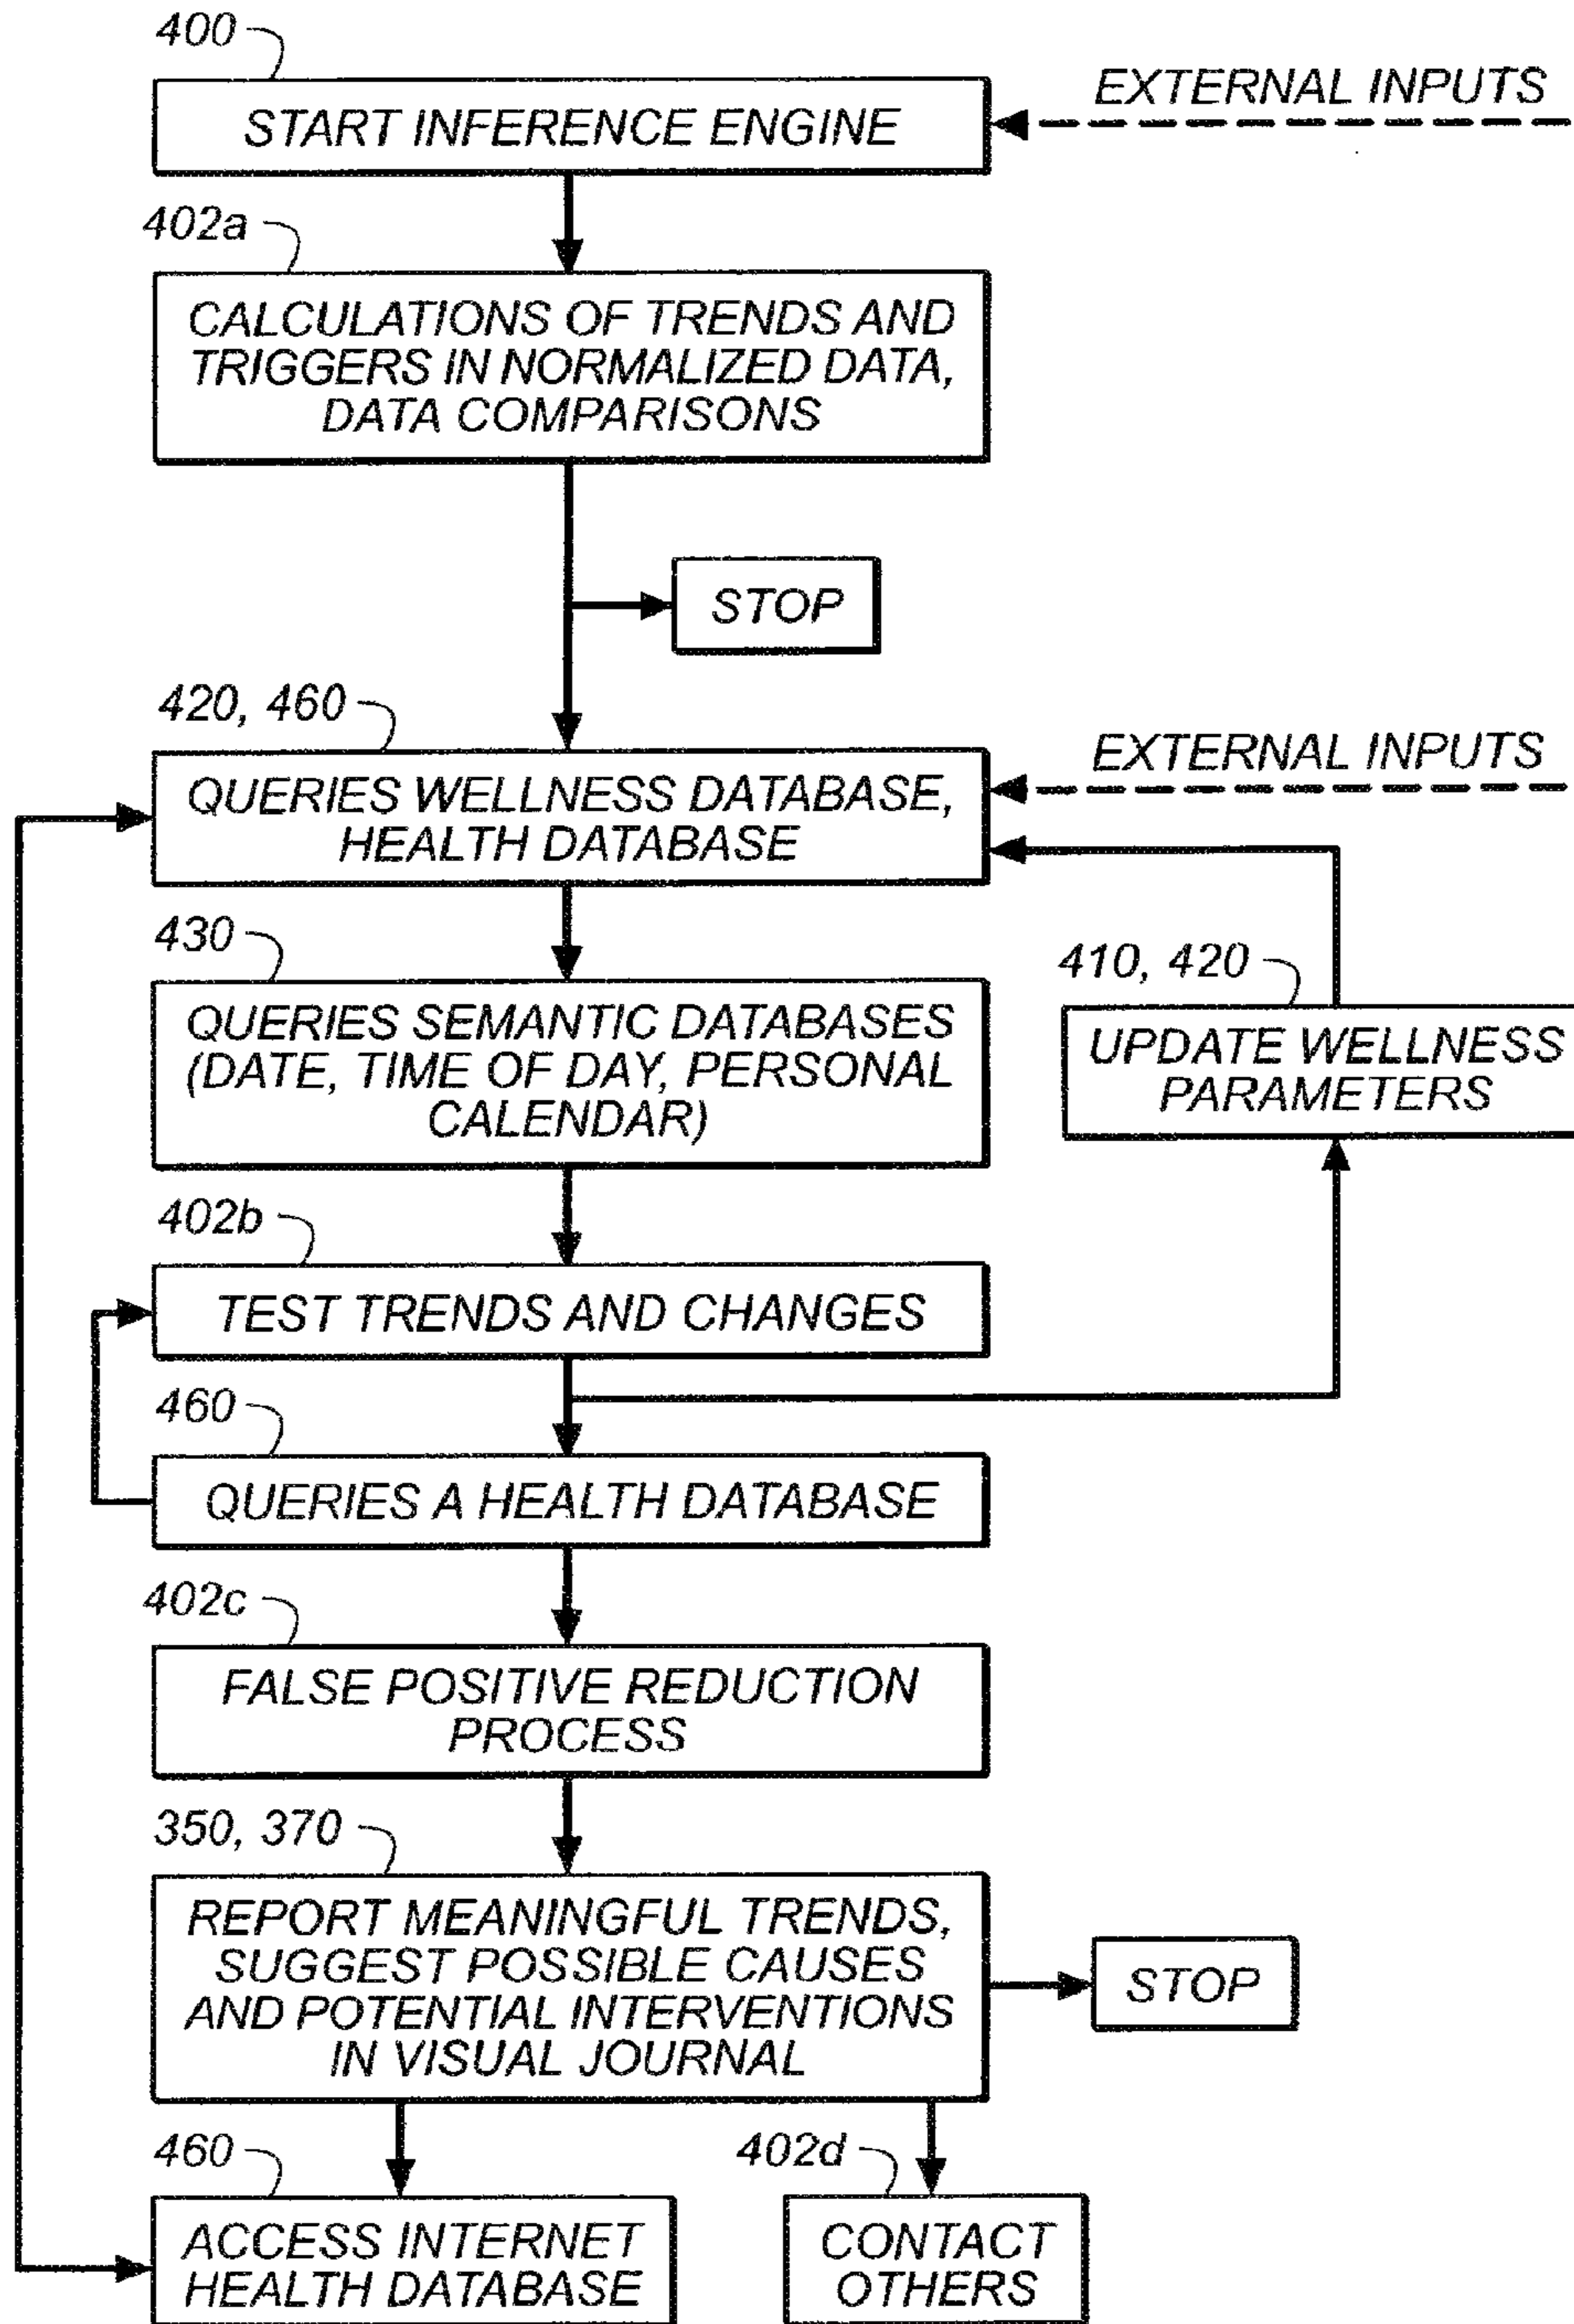 400
START INFERENCE ENGINE
EXTERNAL INPUTS
402a
CALCULATIONS OF TRENDS AND
TRIGGERS IN NORMALIZED DATA,
DATA COMPARISONS
STOP
420, 460
QUERIES WELLNESS DATABASE,
HEALTH DATABASE
EXTERNAL INPUTS
430
QUERIES SEMANTIC DATABASES
(DATE, TIME OF DAY, PERSONAL
CALENDAR)
410, 420
UPDATE WELLNESS
PARAMETERS
402b
TEST TRENDS AND CHANGES
460
QUERIES A HEALTH DATABASE
402c
FALSE POSITIVE REDUCTION
PROCESS
350, 370
REPORT MEANINGFUL TRENDS,
SUGGEST POSSIBLE CAUSES
AND POTENTIAL INTERVENTIONS
IN VISUAL JOURNAL
STOP
460
ACCESS INTERNET
HEALTH DATABASE
402d
CONTACT
OTHERS